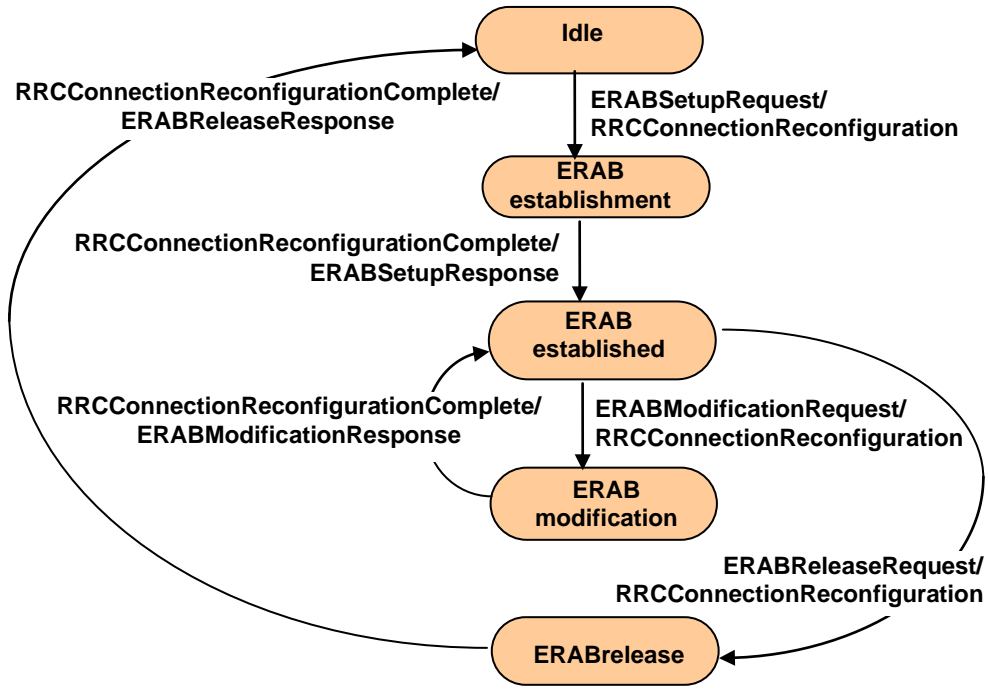 Idle
RRCConnectionReconfigurationComplete/
ERABReleaseResponse
ERABSetupRequest/
RRCConnectionReconfiguration
ERAB
establishment
RRCConnectionReconfigurationComplete/
ERABSetupResponse
ERAB
established
RRCConnectionReconfigurationComplete/
ERABModificationResponse
ERABModificationRequest/
RRCConnectionReconfiguration
ERAB
modification
ERABReleaseRequest/
RRCConnectionReconfiguration
ERABrelease